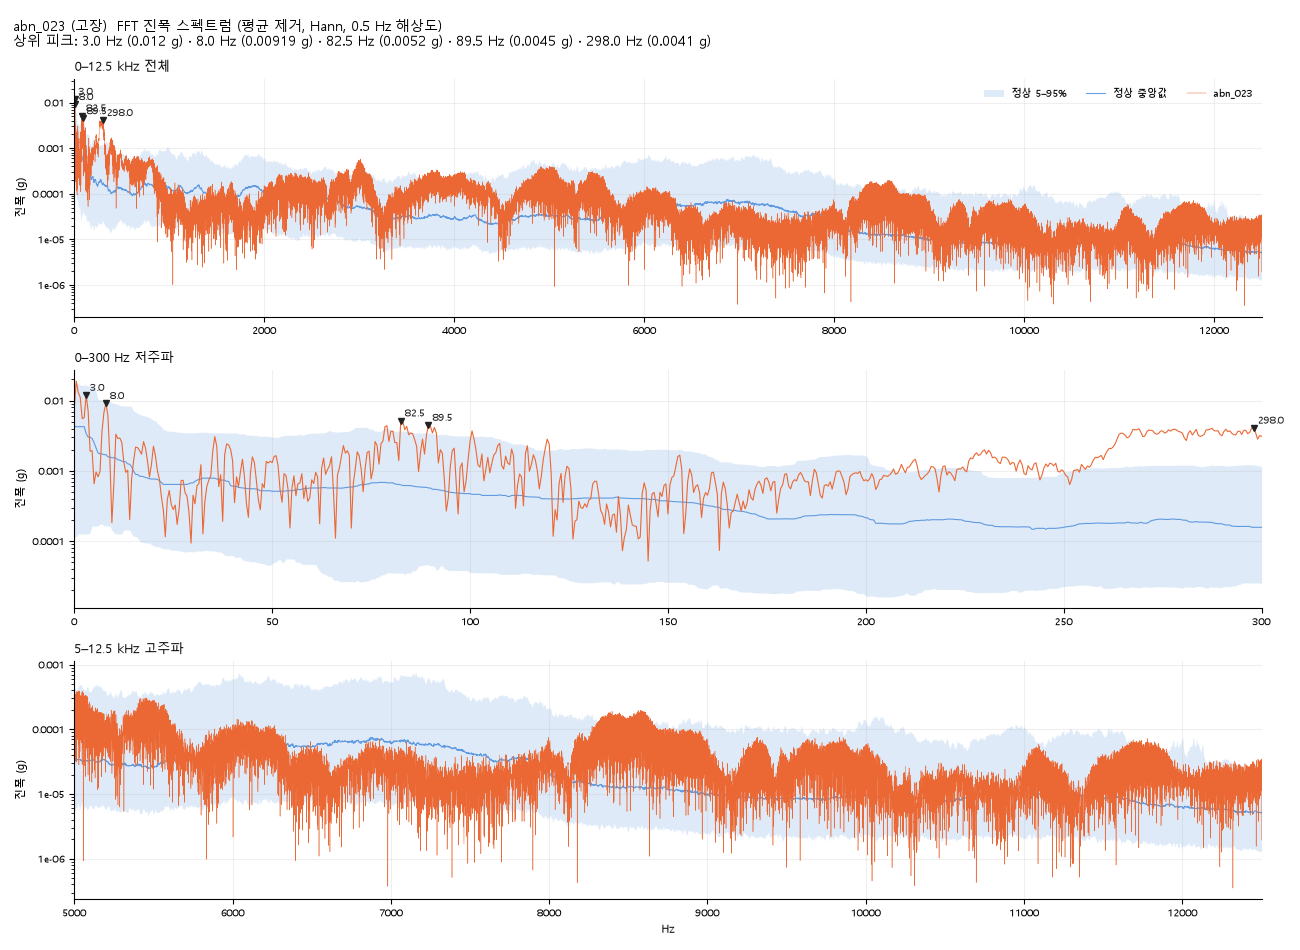 abn_023 (고장) FFT 진폭 스펙트럼 (평균 제거, Hann, 0.5 Hz 해상도)
상위 피크: 3.0 Hz (0.012 g) · 8.0 Hz (0.00919 g) · 82.5 Hz (0.0052 g) · 89.5 Hz (0.0045 g) · 298.0 Hz (0.0041 g)
0–12.5 kHz 전체
3.0
8.0
82.5
89.5
298.0
정상 5–95%
정상 중앙값
abn_023
진폭 (g)
0.01
0.001
0.0001
1e-05
1e-06
0 2000 4000 6000 8000 10000 12000
0–300 Hz 저주파
3.0
8.0
82.5
89.5
298.0
진폭 (g)
0.01
0.001
0.0001
0 50 100 150 200 250 300
5–12.5 kHz 고주파
진폭 (g)
0.001
0.0001
1e-05
1e-06
5000 6000 7000 8000 9000 10000 11000 12000
Hz